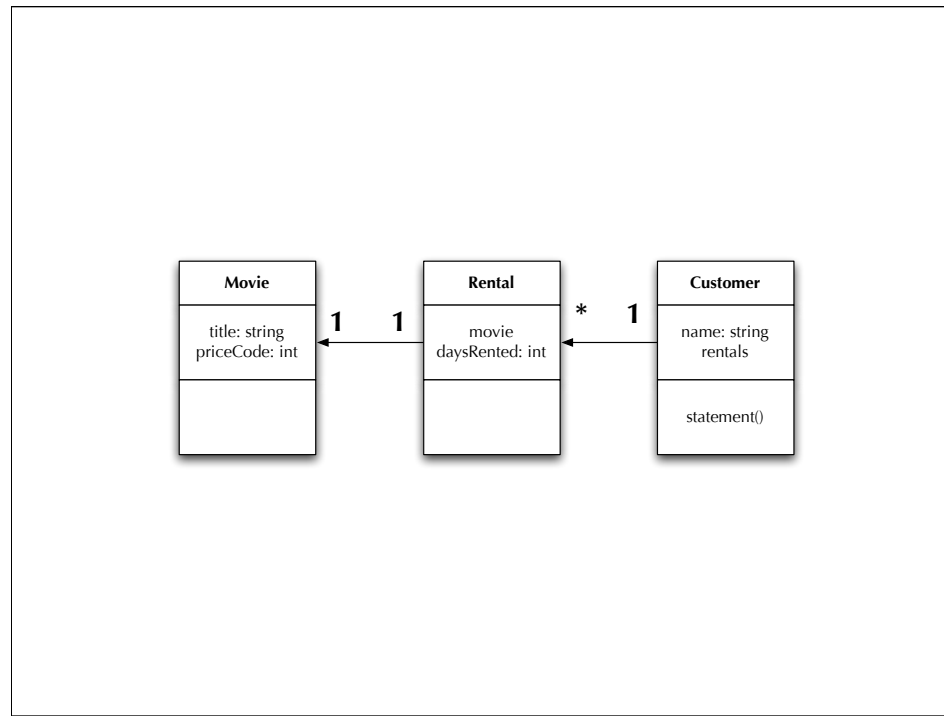 Movie
title: string
priceCode: int
1
1
Rental
movie
daysRented: int
*
1
Customer
name: string
rentals
statement()